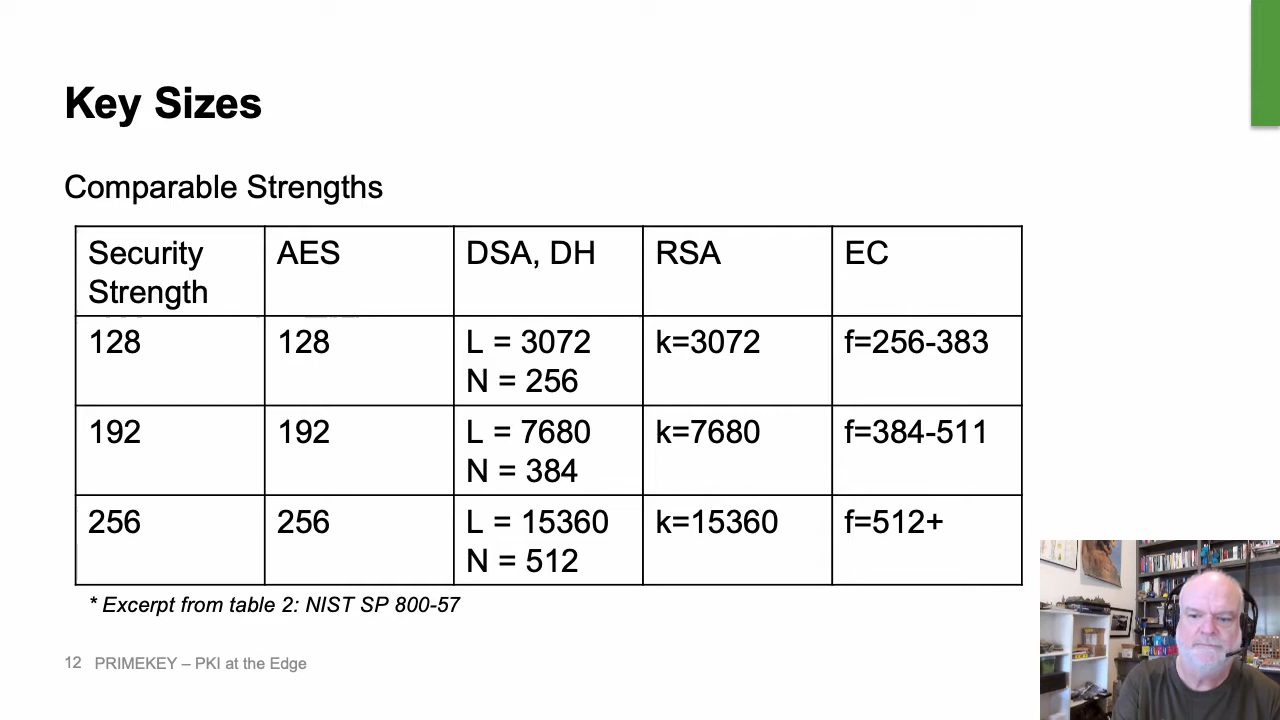 Key Sizes
Comparable Strengths
Security
Strength
AES
DSA, DH
RSA
EC
128
128
L = 3072
N = 256
k=3072
f=256-383
192
192
L = 7680
N = 384
k=7680
f=384-511
256
256
L = 15360
N = 512
k=15360
f=512+
* Excerpt from table 2: NIST SP 800-57
12 PRIMEKEY – PKI at the Edge